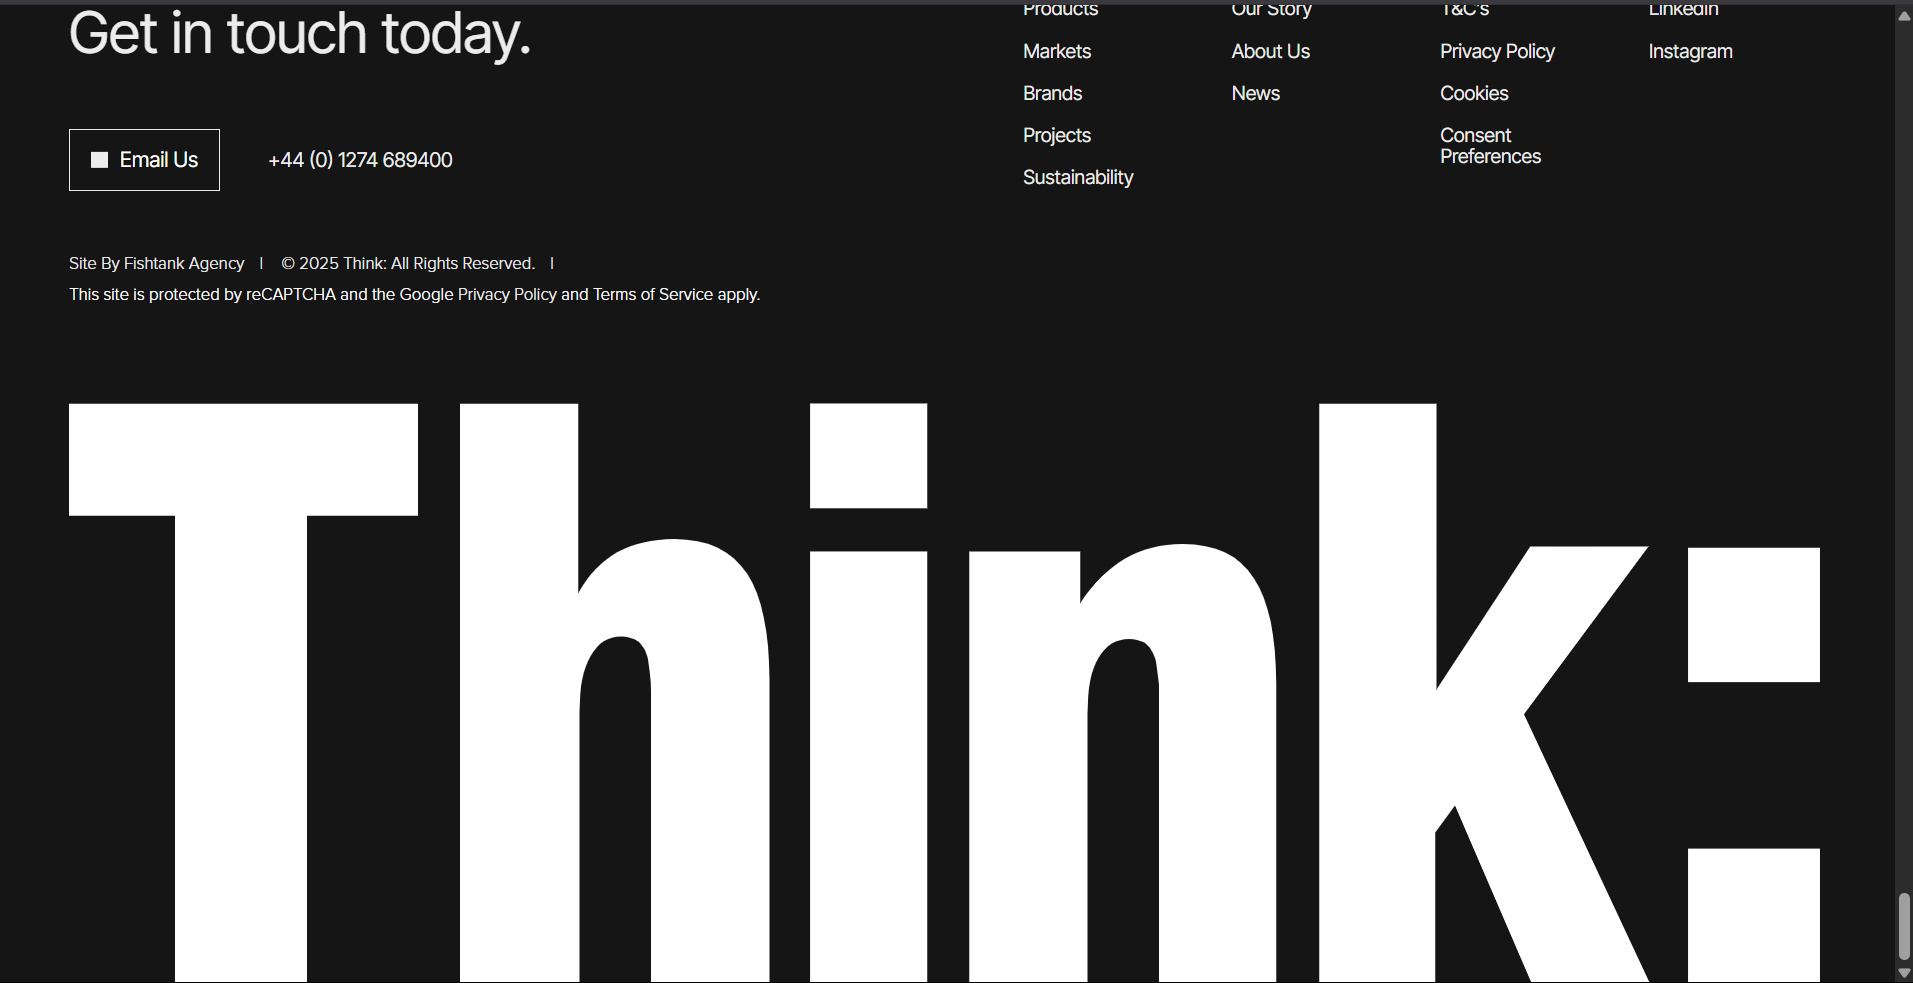 Get in touch today.
Email Us
+44 (0) 1274 689400
Products
Markets
Brands
Projects
Sustainability
Our Story
About Us
News
T&C's
Privacy Policy
Cookies
Consent
Preferences
LinkedIn
Instagram
Site By Fishtank Agency | © 2025 Think: All Rights Reserved. |
This site is protected by reCAPTCHA and the Google Privacy Policy and Terms of Service apply.
Think: